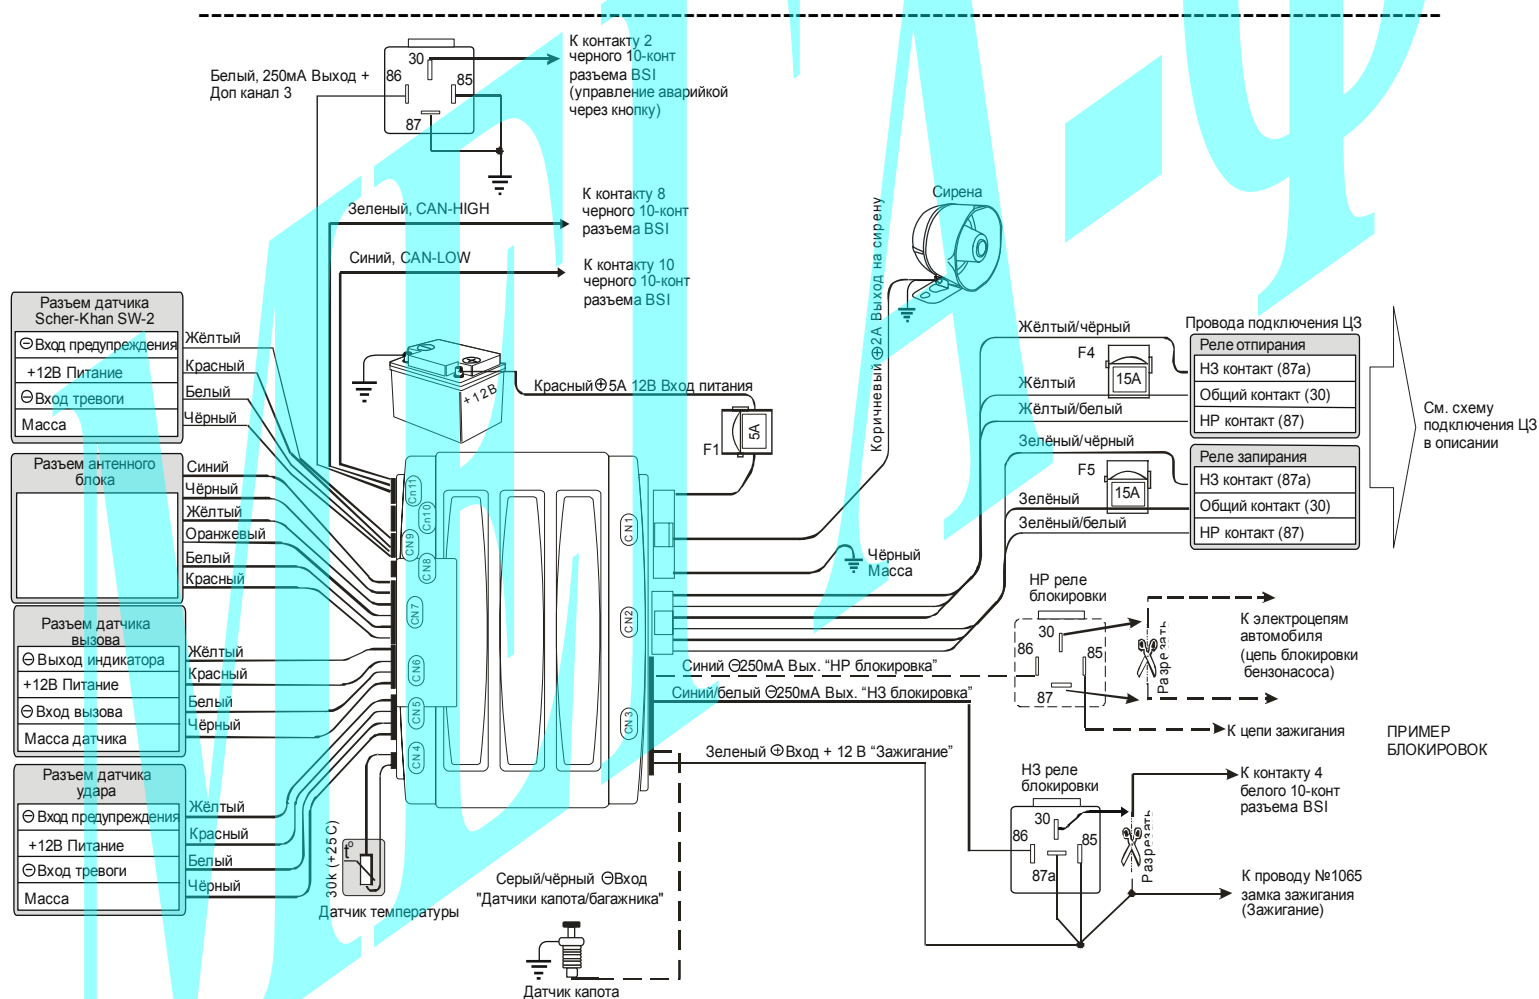 К контакту 2
черного 10-конт
разъема BSI
(управление аварийкой
через кнопку)
Белый, 250мА Выход +
Доп канал 3
30
86
85
87
К контакту 8
черного 10-конт
разъема BSI
Зеленый, CAN-HIGH
Синий, CAN-LOW
К контакту 10
черного 10-конт
разъема BSI
Сирена
Коричневый ⊕2А Выход на сирену
Разъем датчика
Scher-Khan SW-2
⊖ Вход предупреждения
+12В Питание
⊖ Вход тревоги
Масса
Жёлтый
Красный
Белый
Чёрный
Разъем антенного
блока
Синий
Чёрный
Жёлтый
Оранжевый
Белый
Красный
Разъем датчика
вызова
⊖ Выход индикатора
+12В Питание
⊖ Вход вызова
Масса датчика
Жёлтый
Красный
Белый
Чёрный
Разъем датчика
удара
⊖ Вход предупреждения
+12В Питание
⊖ Вход тревоги
Масса
Жёлтый
Красный
Белый
Чёрный
+12В
Красный ⊕ 5А 12В Вход питания
F1
5А
Cn11
Cn10
CN9
CN8
CN7
CN6
CN5
CN4
CN1
CN2
CN3
30k (+25С)
t°
Датчик температуры
Чёрный
Масса
Жёлтый/чёрный
F4
15А
Жёлтый
Жёлтый/белый
Зелёный/чёрный
F5
15А
Зелёный
Зелёный/белый
Провода подключения ЦЗ
Реле отпирания
НЗ контакт (87а)
Общий контакт (30)
НР контакт (87)
Реле запирания
НЗ контакт (87а)
Общий контакт (30)
НР контакт (87)
См. схему
подключения ЦЗ
в описании
НР реле
блокировки
30
86
85
87
Разрезать
К электроцепям
автомобиля
(цепь блокировки
бензонасоса)
К цепи зажигания
ПРИМЕР
БЛОКИРОВОК
Синий ⊖250мА Вых. “НР блокировка”
Синий/белый ⊖250мА Вых. “НЗ блокировка”
Зеленый ⊕ Вход + 12 В “Зажигание”
НЗ реле
блокировки
30
86
85
87а
Разрезать
К контакту 4
белого 10-конт
разъема BSI
К проводу №1065
замка зажигания
(Зажигание)
Серый/чёрный ⊖Вход
"Датчики капота/багажника"
Датчик капота
МЕГА-Ф